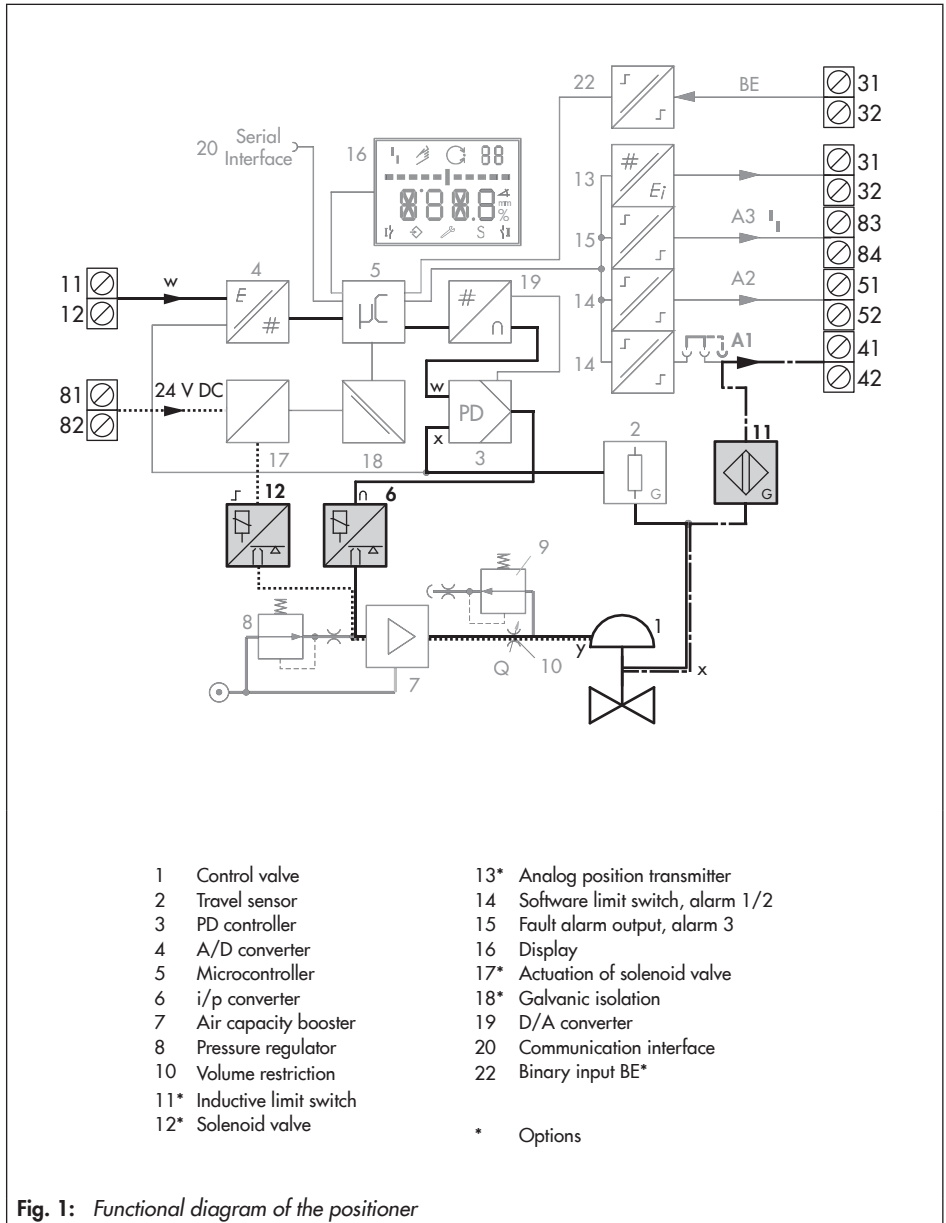 22
BE
31
32
Serial
Interface
20
16
88
mm
%
S
13
#
Ei
31
32
15
A3
83
84
14
A2
51
52
14
A1
41
42
11
12
w
4
E
#
5
µC
19
#
∩
81
82
24 V DC
w
PD
x
3
17
18
2
G
11
G
12
∩
6
8
7
9
Q
10
y
1
x
1 Control valve
2 Travel sensor
3 PD controller
4 A/D converter
5 Microcontroller
6 i/p converter
7 Air capacity booster
8 Pressure regulator
10 Volume restriction
11* Inductive limit switch
12* Solenoid valve
13* Analog position transmitter
14 Software limit switch, alarm 1/2
15 Fault alarm output, alarm 3
16 Display
17* Actuation of solenoid valve
18* Galvanic isolation
19 D/A converter
20 Communication interface
22 Binary input BE*
* Options
Fig. 1: Functional diagram of the positioner